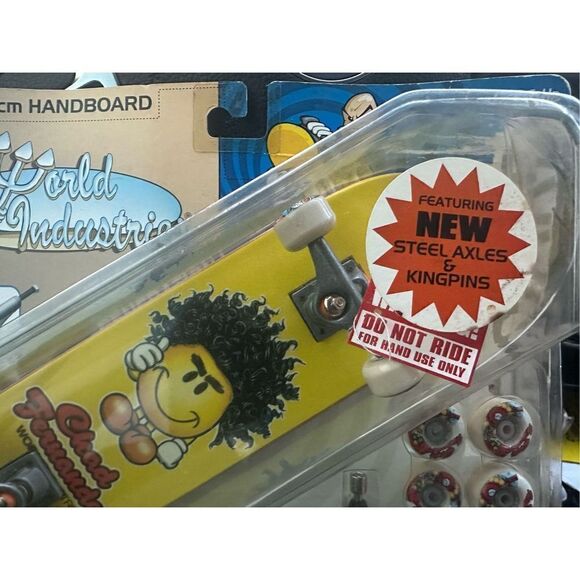 cm HANDBOARD
World
Industries
FEATURING
NEW
STEEL AXLES
&
KINGPINS
DO NOT RIDE
FOR HAND USE ONLY
Chad